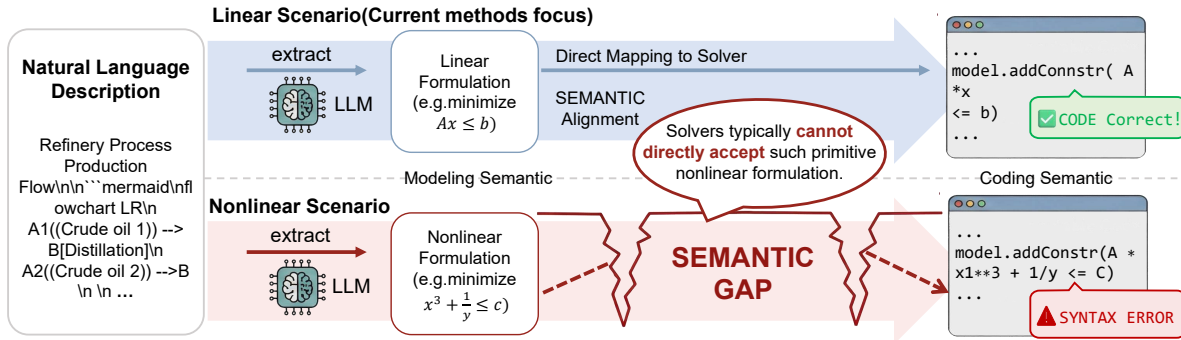 Linear Scenario(Current methods focus)
Natural Language
Description
Refinery Process
Production
Flow\n\n```mermaid\nfl
owchart LR\n
A1((Crude oil 1)) -->
B[Distillation]\n
A2((Crude oil 2)) -->B
\n \n ...
extract
LLM
Linear
Formulation
(e.g.minimize
Ax ≤ b)
Direct Mapping to Solver
SEMANTIC
Alignment
...
model.addConnstr( A
*x
<= b)
...
CODE Correct!
Solvers typically cannot
directly accept such primitive
nonlinear formulation.
Modeling Semantic
Coding Semantic
Nonlinear Scenario
extract
LLM
Nonlinear
Formulation
(e.g.minimize
x³ + 1/y ≤ c)
SEMANTIC
GAP
...
model.addConstr(A *
x1**3 + 1/y <= C)
...
SYNTAX ERROR